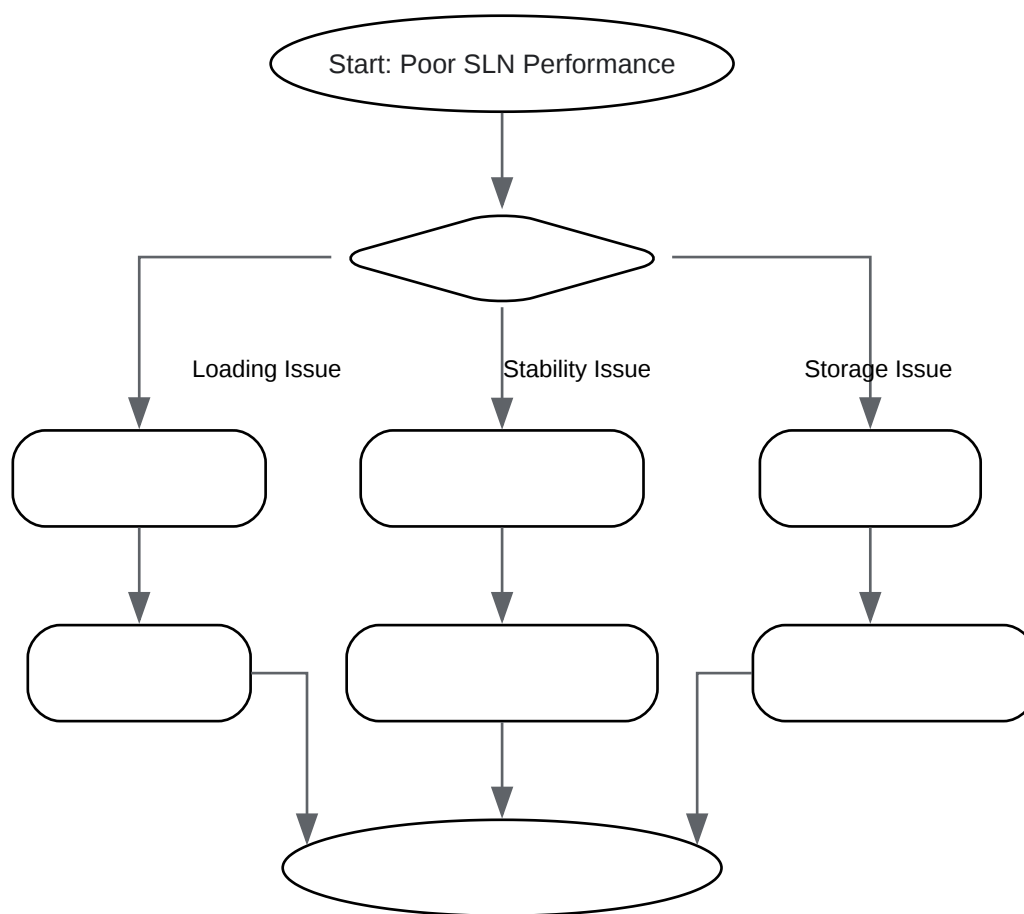 Start: Poor SLN Performance
Loading Issue
Stability Issue
Storage Issue